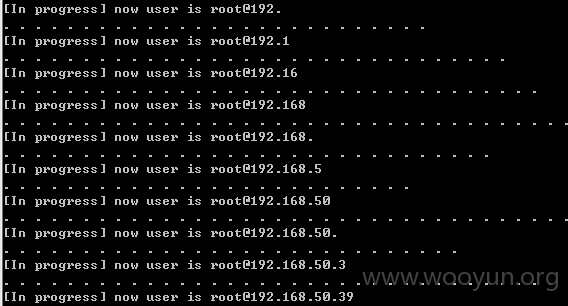 [In progress] now user is root@192.
- - - - - - - - - - - - - - - - - - - - - - - - - -
[In progress] now user is root@192.1
- - - - - - - - - - - - - - - - - - - - - - - - - - - - - - -
[In progress] now user is root@192.16
- - - - - - - - - - - - - - - - - - - - - - - - - - - - - - - - -
[In progress] now user is root@192.168
- - - - - - - - - - - - - - - - - - - - - - - - - - - - - - - - - - -
[In progress] now user is root@192.168.
- - - - - - - - - - - - - - - - - - - - - - - - - - - - - -
[In progress] now user is root@192.168.5
- - - - - - - - - - - - - - - - - - - - - - - - -
[In progress] now user is root@192.168.50
- - - - - - - - - - - - - - - - - - - - - - - - - - - - - - - - - - -
[In progress] now user is root@192.168.50.
- - - - - - - - - - - - - - - - - - - - - - - - - - - -
[In progress] now user is root@192.168.50.3
- - - - - - - - - - - - - - - - - - - - - - - - - - - - - - - - -
[In progress] now user is root@192.168.50.39
www.wooyun.org